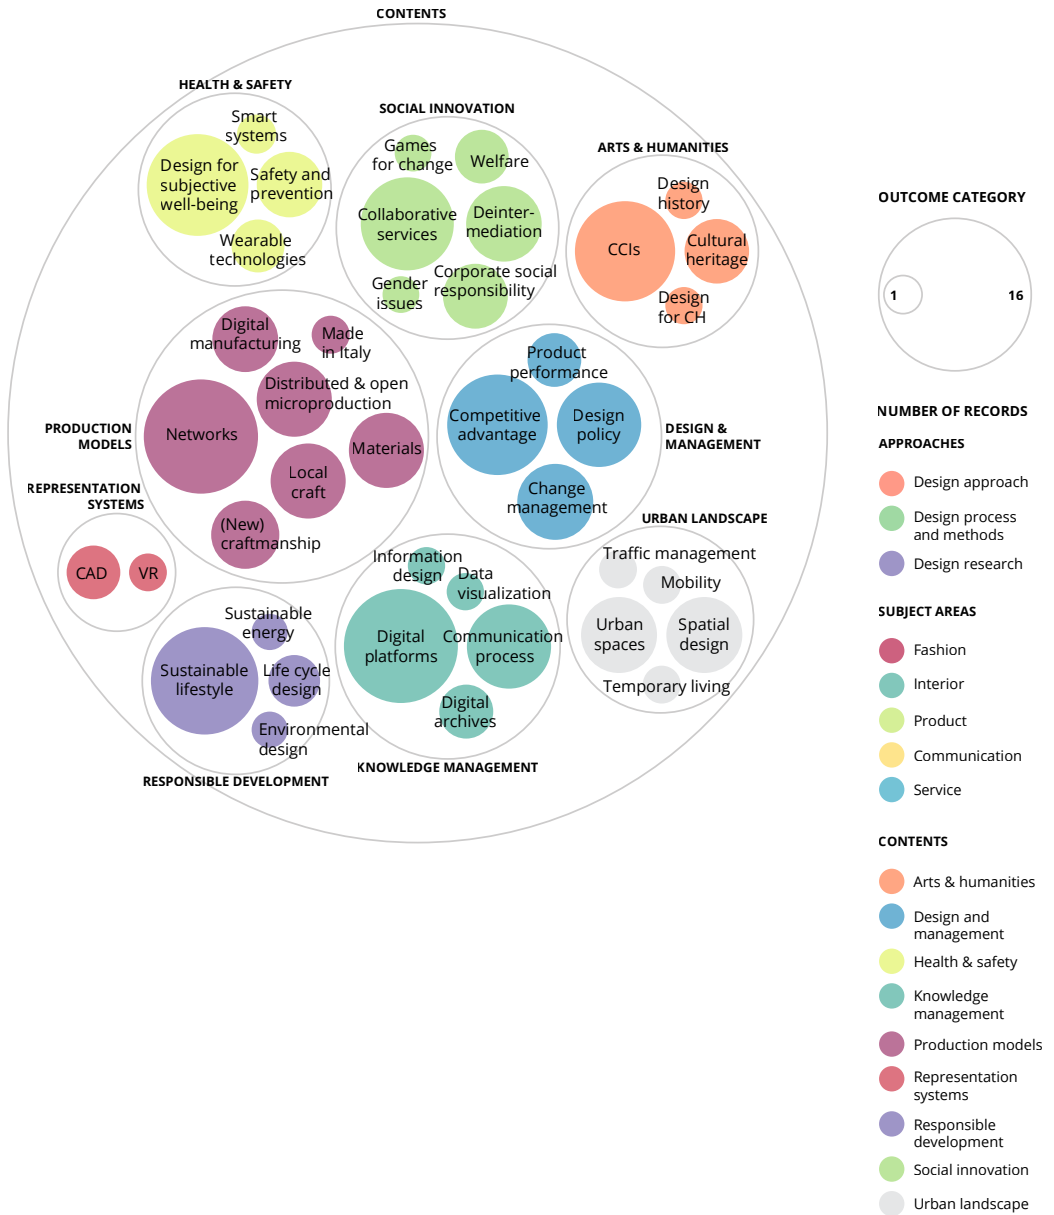 CONTENTS
HEALTH & SAFETY
Smart
systems
Design for
subjective
well-being
Safety and
prevention
Wearable
technologies
SOCIAL INNOVATION
Games
for change
Welfare
Collaborative
services
Deinter-
mediation
Gender
issues
Corporate social
responsibility
ARTS & HUMANITIES
Design
history
CCIs
Cultural
heritage
Design
for CH
PRODUCTION
MODELS
Digital
manufacturing
Made
in Italy
Distributed & open
microproduction
Networks
Materials
Local
craft
(New)
craftmanship
DESIGN &
MANAGEMENT
Product
performance
Competitive
advantage
Design
policy
Change
management
REPRESENTATION
SYSTEMS
CAD
VR
URBAN LANDSCAPE
Traffic management
Mobility
Urban
spaces
Spatial
design
Temporary living
Information
design
Data
visualization
Digital
platforms
Communication
process
Digital
archives
KNOWLEDGE MANAGEMENT
Sustainable
energy
Sustainable
lifestyle
Life cycle
design
Environmental
design
RESPONSIBLE DEVELOPMENT
OUTCOME CATEGORY
1
16
NUMBER OF RECORDS
APPROACHES
Design approach
Design process
and methods
Design research
SUBJECT AREAS
Fashion
Interior
Product
Communication
Service
CONTENTS
Arts & humanities
Design and
management
Health & safety
Knowledge
management
Production models
Representation
systems
Responsible
development
Social innovation
Urban landscape